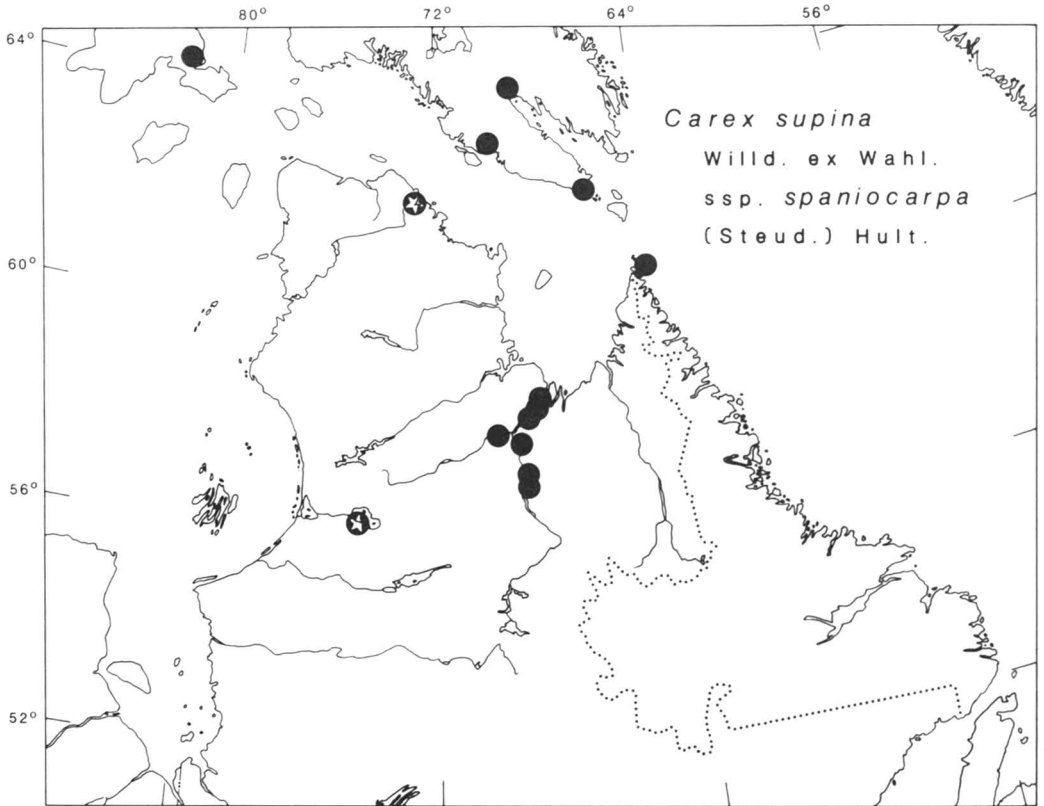 80° 72° 64° 56°
64°
Carex supina
Willd. ex Wahl.
ssp. spaniocarpa
(Steud.) Hult.
60°
56°
52°